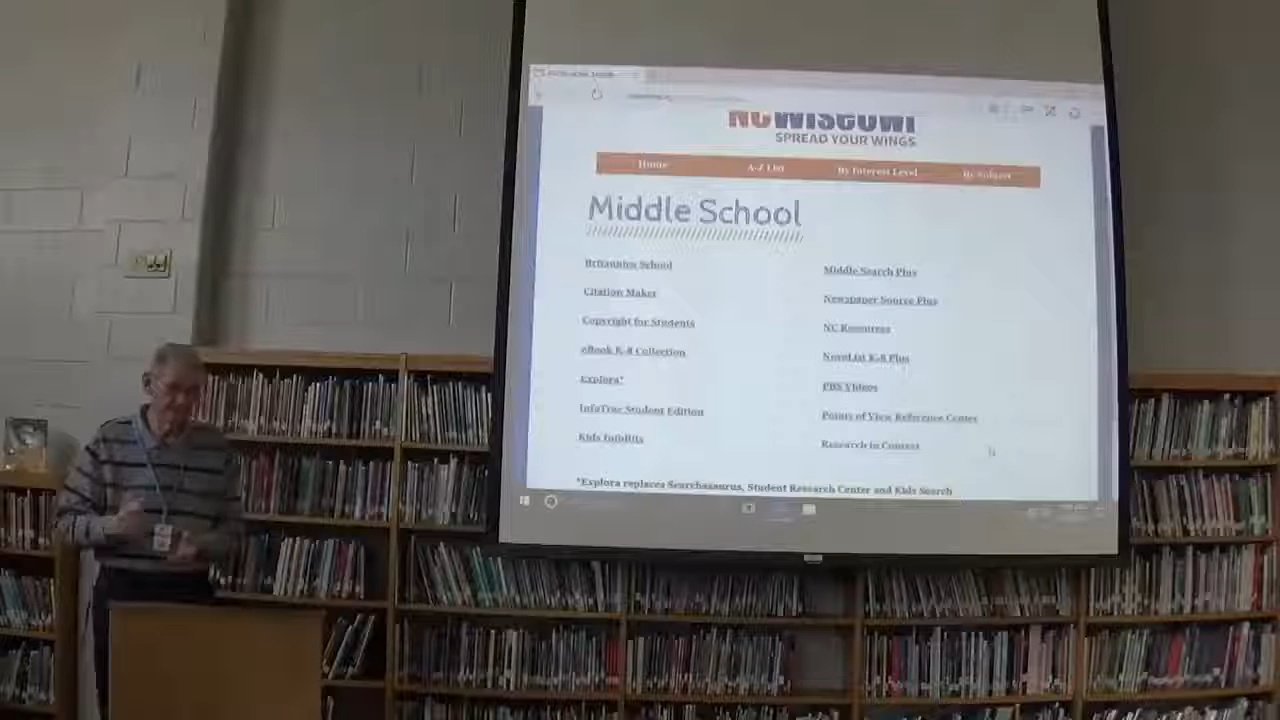 NCWISEOWL
SPREAD YOUR WINGS
Home A-Z List By Interest Level By Subject
Middle School
Britannica School
Citation Maker
Copyright for Students
eBook K-8 Collection
Explora*
InfoTrac Student Edition
Kids InfoBits
Middle Search Plus
Newspaper Source Plus
NC Resources
NoveList K-8 Plus
PBS Videos
Points of View Reference Center
Research in Context
*Explora replaces Searchasaurus, Student Research Center and Kids Search